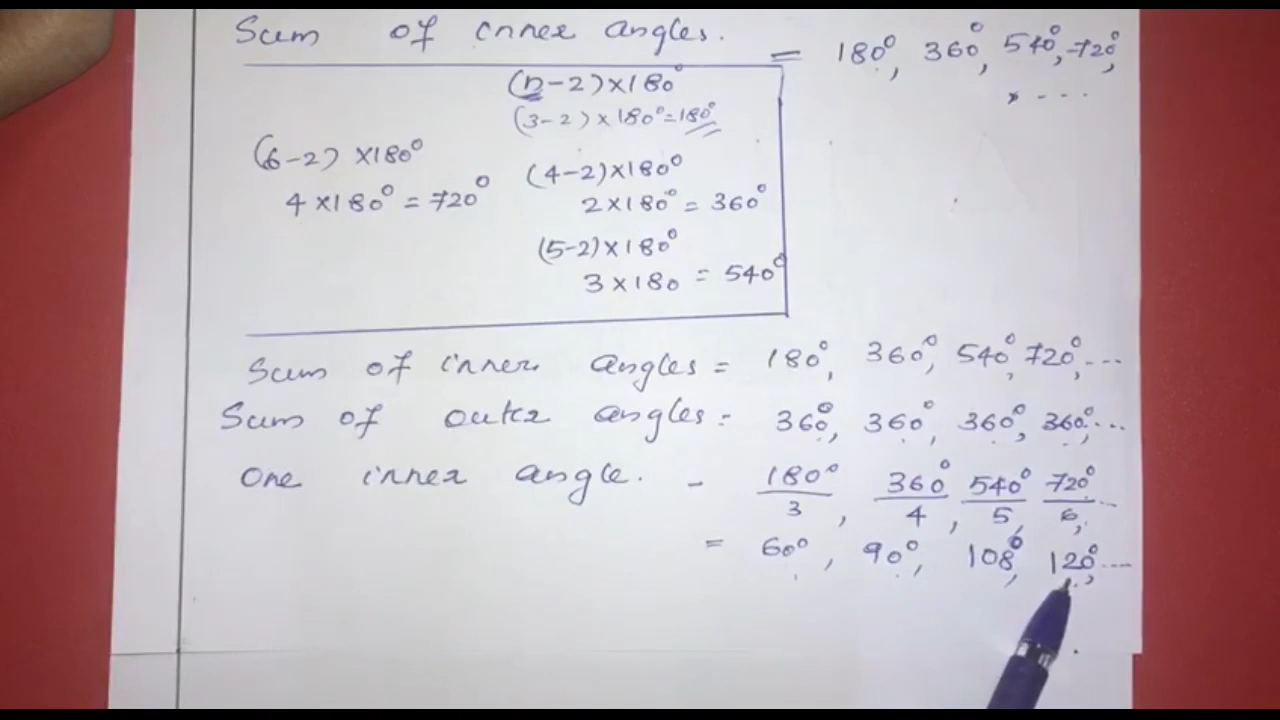 Sum of inner angles. = 180°, 360°, 540°, 720°,
, ....
(n-2)×180°
(3-2)×180°=180°
(6-2)×180°
4×180°=720°
(4-2)×180°
2×180°=360°
(5-2)×180°
3×180=540°
Sum of inner angles = 180°, 360°, 540°, 720°, ...
Sum of outer angles = 360°, 360°, 360°, 360°, ...
One inner angle. - 180°/3, 360°/4, 540°/5, 720°/6, ...
= 60°, 90°, 108°, 120°, ....